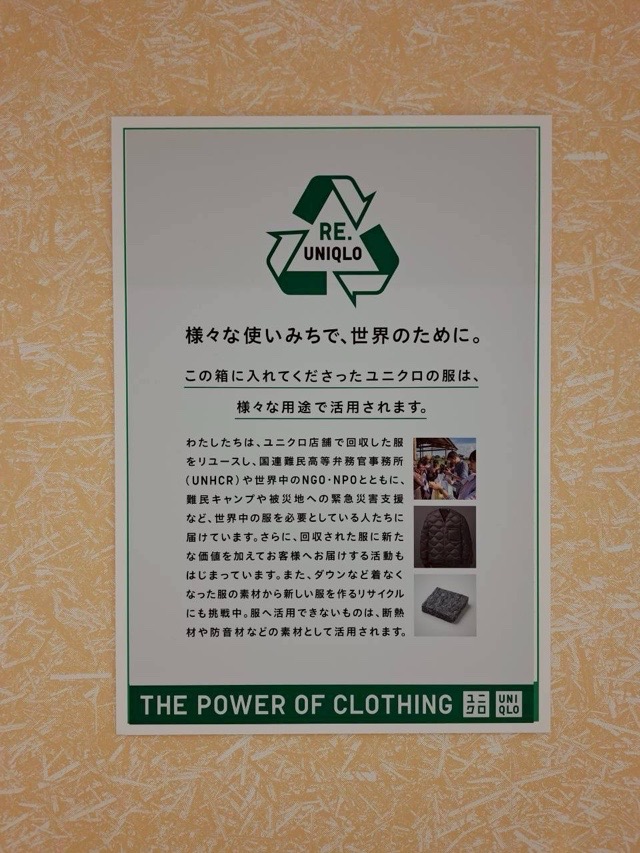 RE.
UNIQLO
様々な使いみちで、世界のために。
この箱に入れてくださったユニクロの服は、
様々な用途で活用されます。
わたしたちは、ユニクロ店舗で回収した服
をリユースし、国連難民高等弁務官事務所
(UNHCR)や世界中のNGO・NPOとともに、
難民キャンプや被災地への緊急災害支援
など、世界中の服を必要としている人たちに
届けています。さらに、回収された服に新た
な価値を加えてお客様へお届けする活動も
はじまっています。また、ダウンなど着なく
なった服の素材から新しい服を作るリサイクル
にも挑戦中。服へ活用できないものは、断熱
材や防音材などの素材として活用されます。
THE POWER OF CLOTHING
ユニ
クロ
UNI
QLO